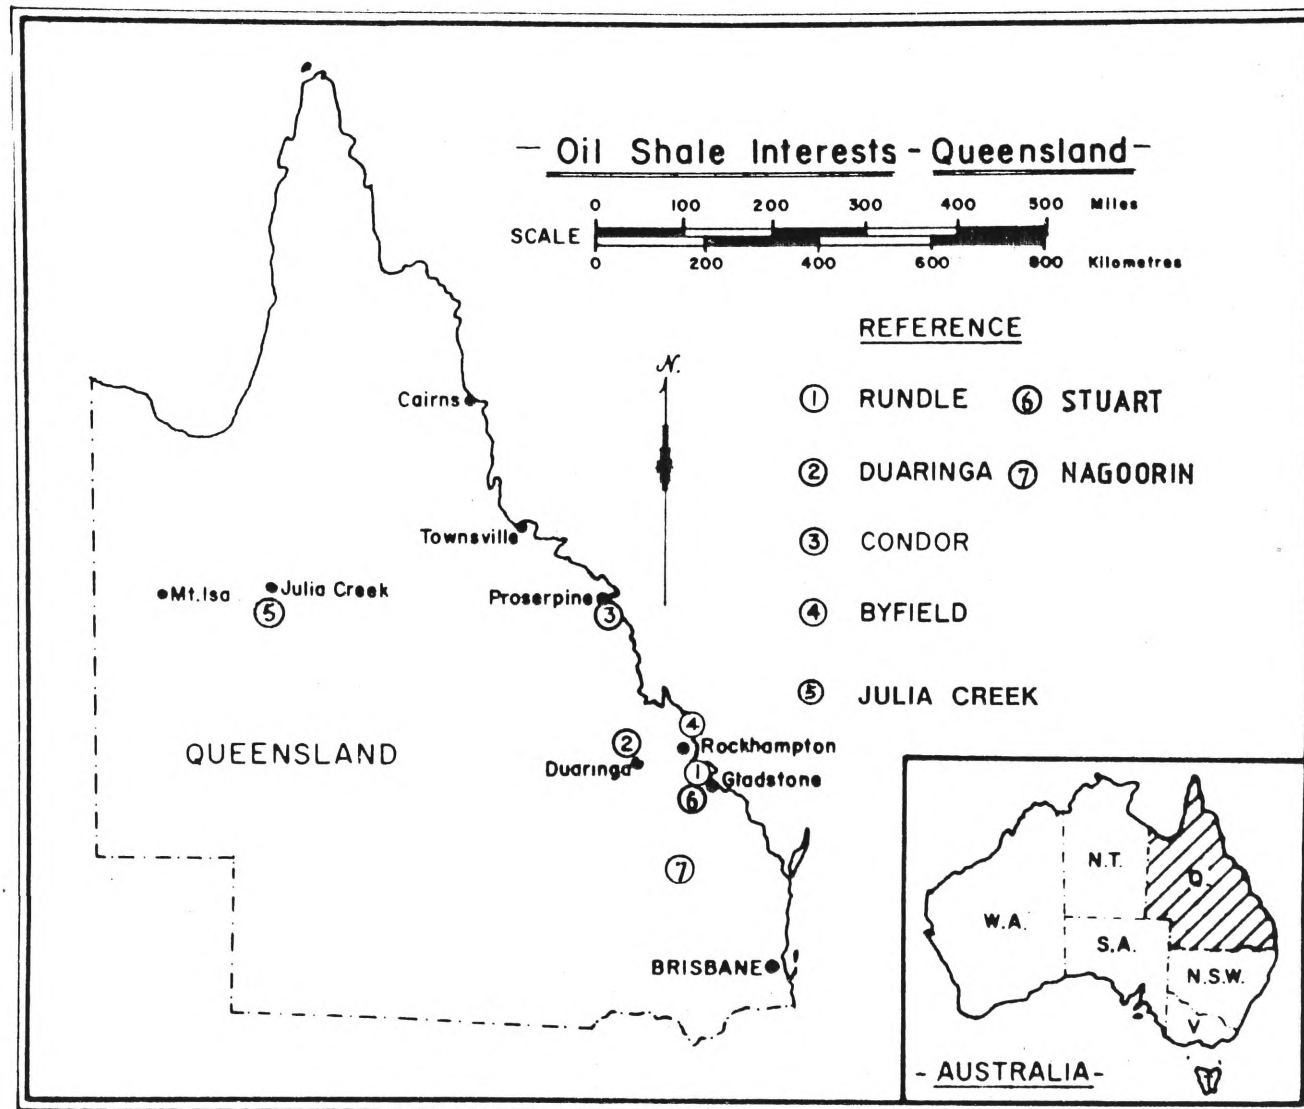 - Oil Shale Interests - Queensland -
0 100 200 300 400 500 Miles
SCALE
0 200 400 600 800 Kilometres
REFERENCE
N.
① RUNDLE ⑥ STUART
② DUARINGA ⑦ NAGOORIN
③ CONDOR
④ BYFIELD
⑤ JULIA CREEK
Cairns
Townsville
Mt. Isa
Julia Creek
⑤
Proserpine
③
QUEENSLAND
④
Rockhampton
②
Duaringa
①
Gladstone
⑥
⑦
BRISBANE
N.T.
Q.
W.A.
S.A.
N.S.W.
V
T
- AUSTRALIA -